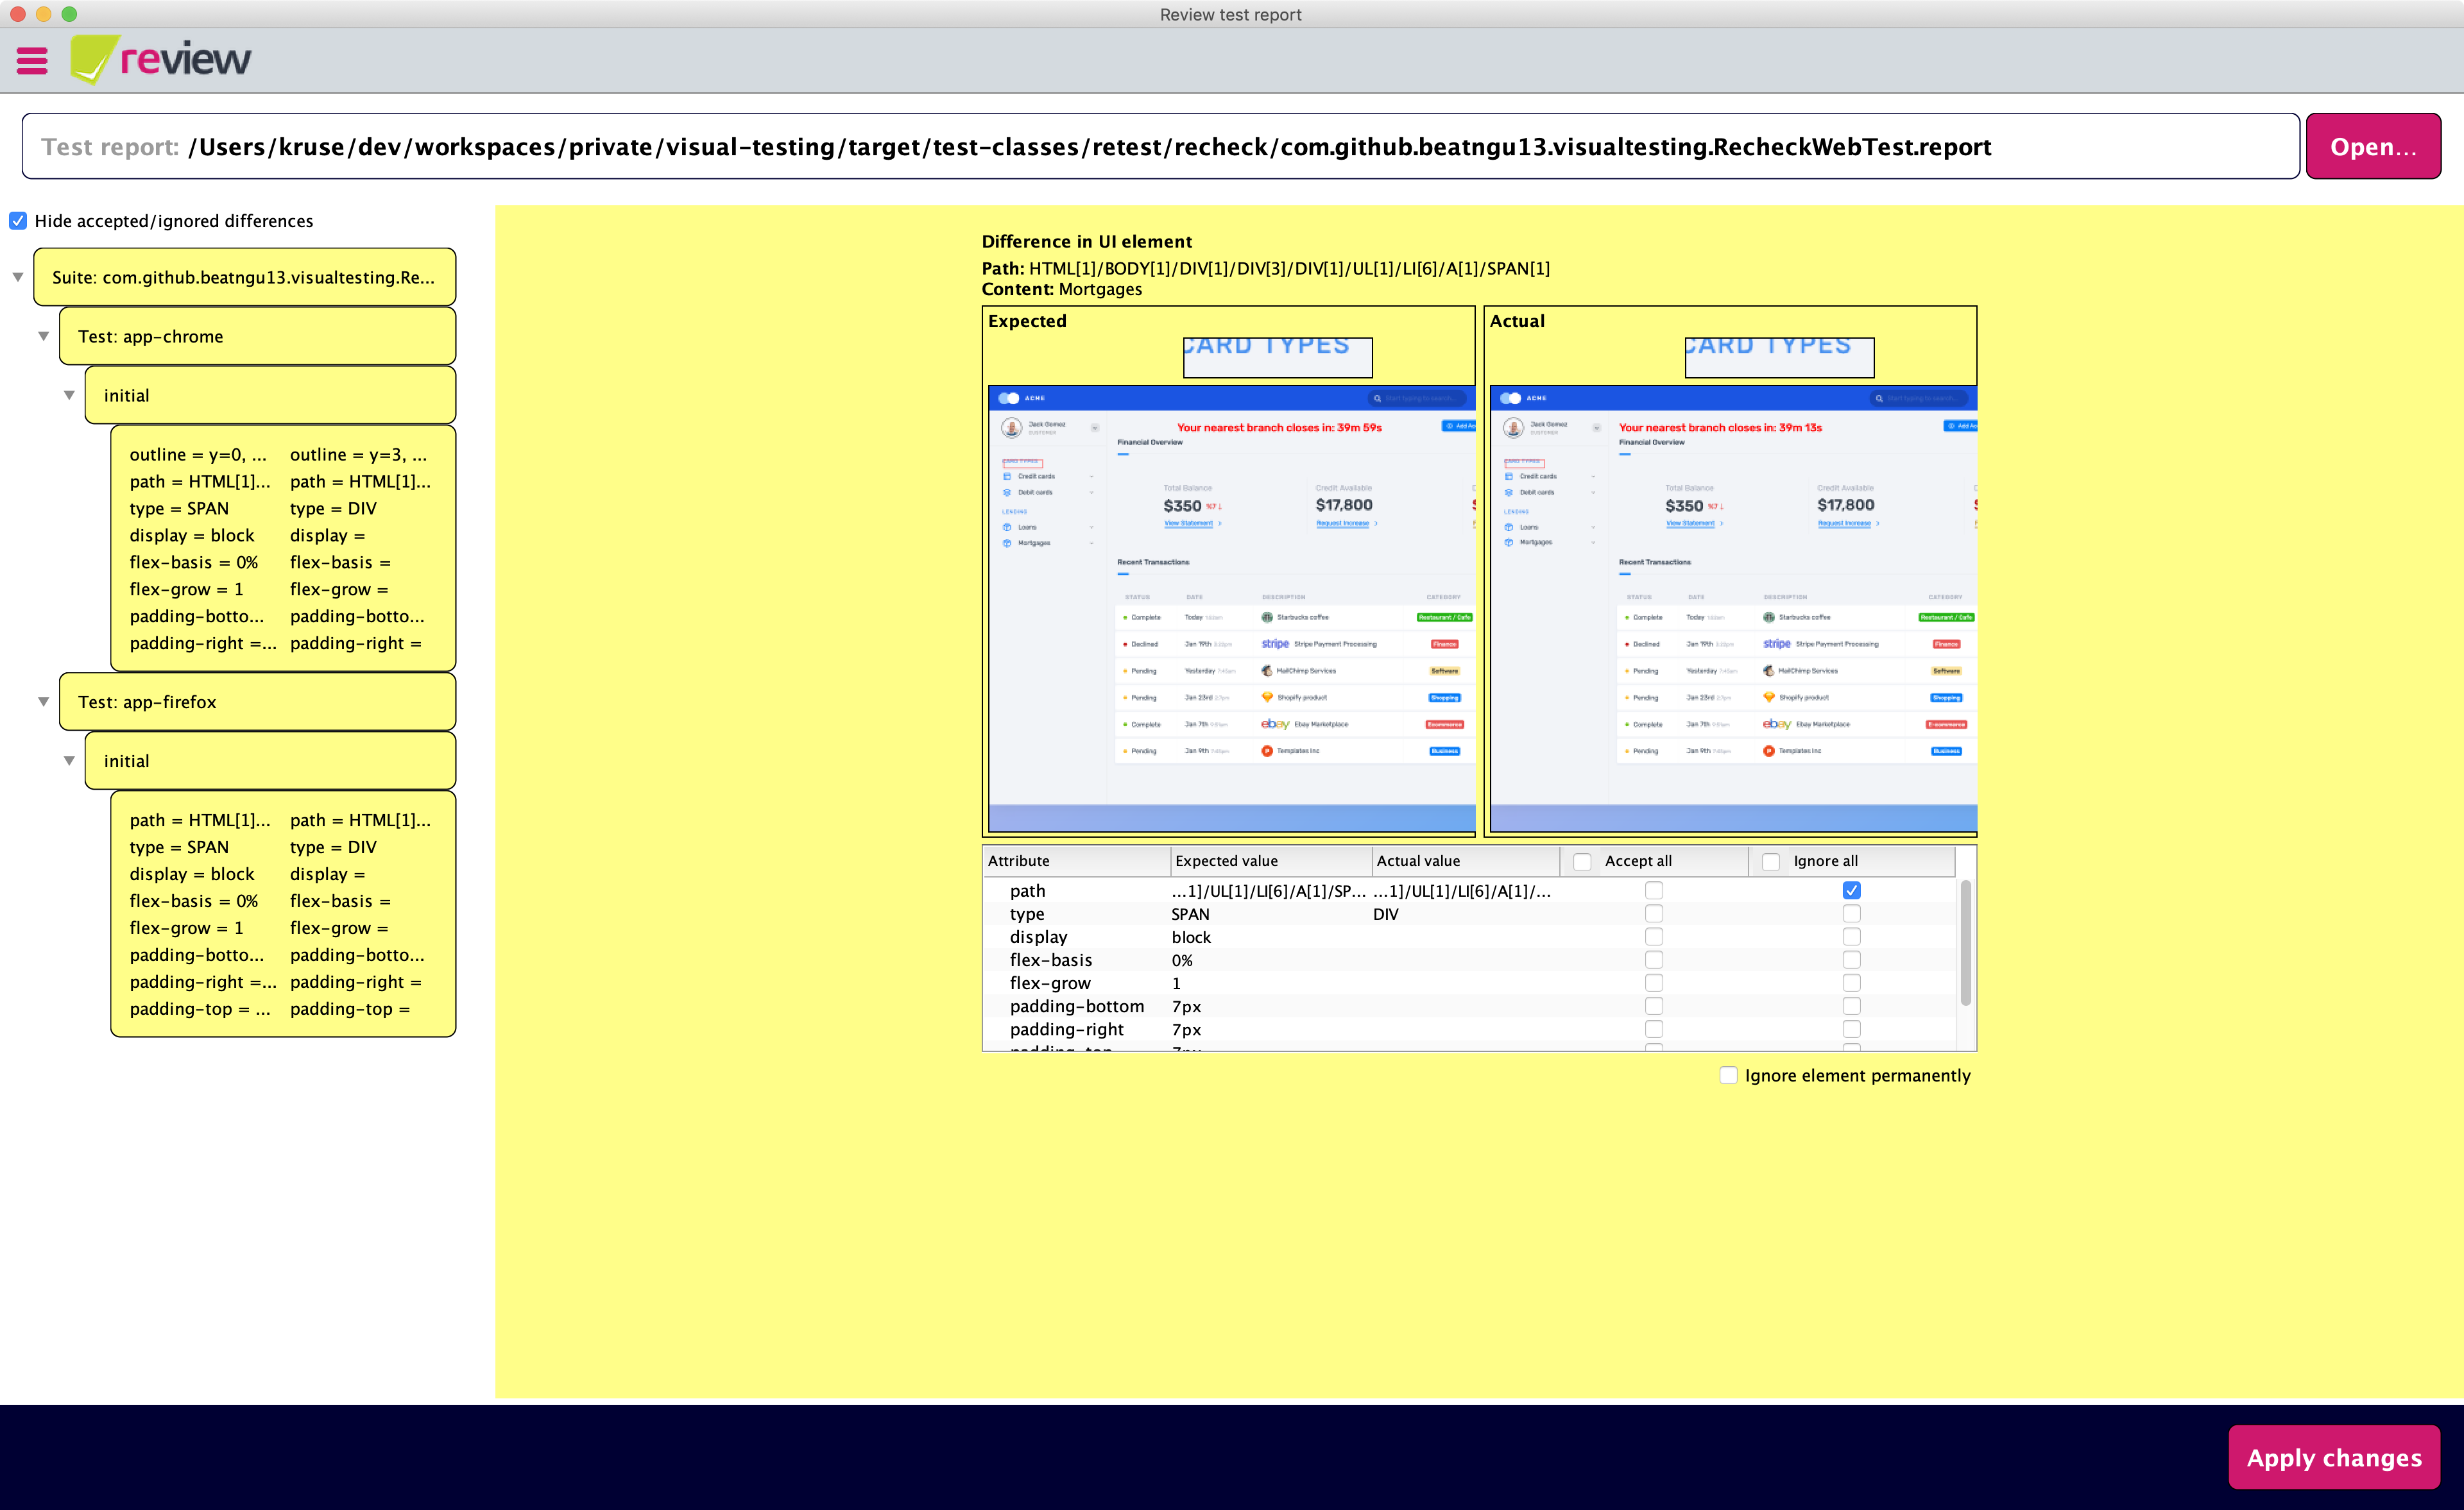 Review test report
review
Test report: /Users/kruse/dev/workspaces/private/visual-testing/target/test-classes/retest/recheck/com.github.beatngu13.visualtesting.RecheckWebTest.report
Open...
Hide accepted/ignored differences
Suite: com.github.beatngu13.visualtesting.Re...
Test: app-chrome
initial
outline = y=0, ... outline = y=3, ...
path = HTML[1]... path = HTML[1]...
type = SPAN type = DIV
display = block display =
flex-basis = 0% flex-basis =
flex-grow = 1 flex-grow =
padding-botto... padding-botto...
padding-right =... padding-right =
Test: app-firefox
initial
path = HTML[1]... path = HTML[1]...
type = SPAN type = DIV
display = block display =
flex-basis = 0% flex-basis =
flex-grow = 1 flex-grow =
padding-botto... padding-botto...
padding-right =... padding-right =
padding-top = ... padding-top =
Difference in UI element
Path: HTML[1]/BODY[1]/DIV[1]/DIV[3]/DIV[1]/UL[1]/LI[6]/A[1]/SPAN[1]
Content: Mortgages
Expected
CARD TYPES
ACME
Start typing to search...
Jack Gomez
CUSTOMER
Your nearest branch closes in: 39m 59s
Financial Overview
CARD TYPES
Credit cards
Debit cards
LENDING
Loans
Mortgages
Total Balance Credit Available
$350 %7↓ $17,800
View Statement Request Increase
Recent Transactions
STATUS DATE DESCRIPTION CATEGORY
Complete Today Starbucks coffee Restaurant / Cafe
Declined Jan 19th stripe Stripe Payment Processing Finance
Pending Yesterday MailChimp Services Software
Pending Jan 23rd Shopify product Shopping
Complete Jan 7th ebay Ebay Marketplace Ecommerce
Pending Jan 9th Templates Inc Business
Actual
CARD TYPES
ACME
Start typing to search...
Jack Gomez
CUSTOMER
Your nearest branch closes in: 39m 13s
Financial Overview
CARD TYPES
Credit cards
Debit cards
LENDING
Loans
Mortgages
Total Balance Credit Available
$350 %7↓ $17,800
View Statement Request Increase
Recent Transactions
STATUS DATE DESCRIPTION CATEGORY
Complete Today Starbucks coffee Restaurant / Cafe
Declined Jan 19th stripe Stripe Payment Processing Finance
Pending Yesterday MailChimp Services Software
Pending Jan 23rd Shopify product Shopping
Complete Jan 7th ebay Ebay Marketplace E-commerce
Pending Jan 9th Templates Inc Business
Attribute Expected value Actual value Accept all Ignore all
path ...1]/UL[1]/LI[6]/A[1]/SP... ...1]/UL[1]/LI[6]/A[1]/...
type SPAN DIV
display block
flex-basis 0%
flex-grow 1
padding-bottom 7px
padding-right 7px
padding-top 7px
Ignore element permanently
Apply changes